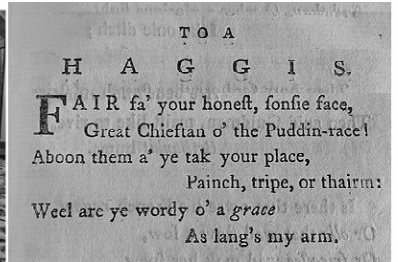 TO A
HAGGIS.
FAIR fa' your honeſt, ſonſie face,
Great Chieftan o' the Puddin-race!
Aboon them a' ye tak your place,
Painch, tripe, or thairm:
Weel are ye wordy o' a grace
As lang's my arm.